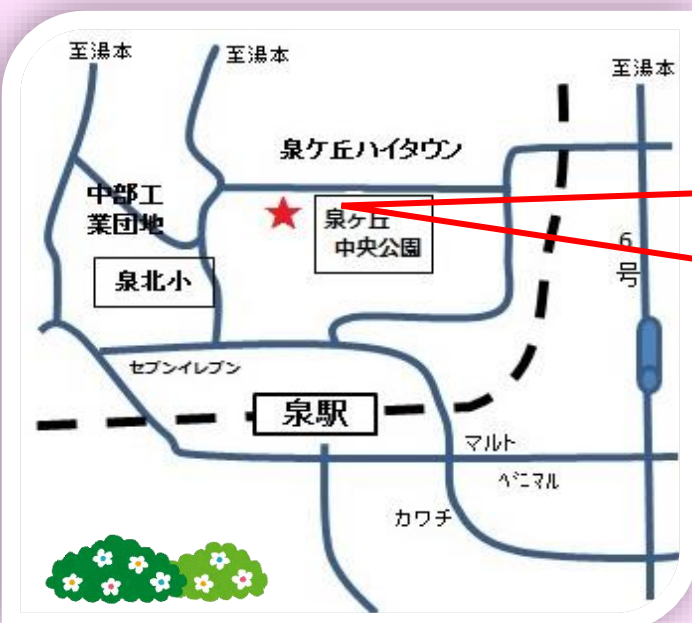 至湯本
至湯本
至湯本
泉ケ丘ハイタウン
中部工
業団地
泉ヶ丘
中央公園
6号
泉北小
セブンイレブン
泉駅
マルト
ベニマル
カワチ